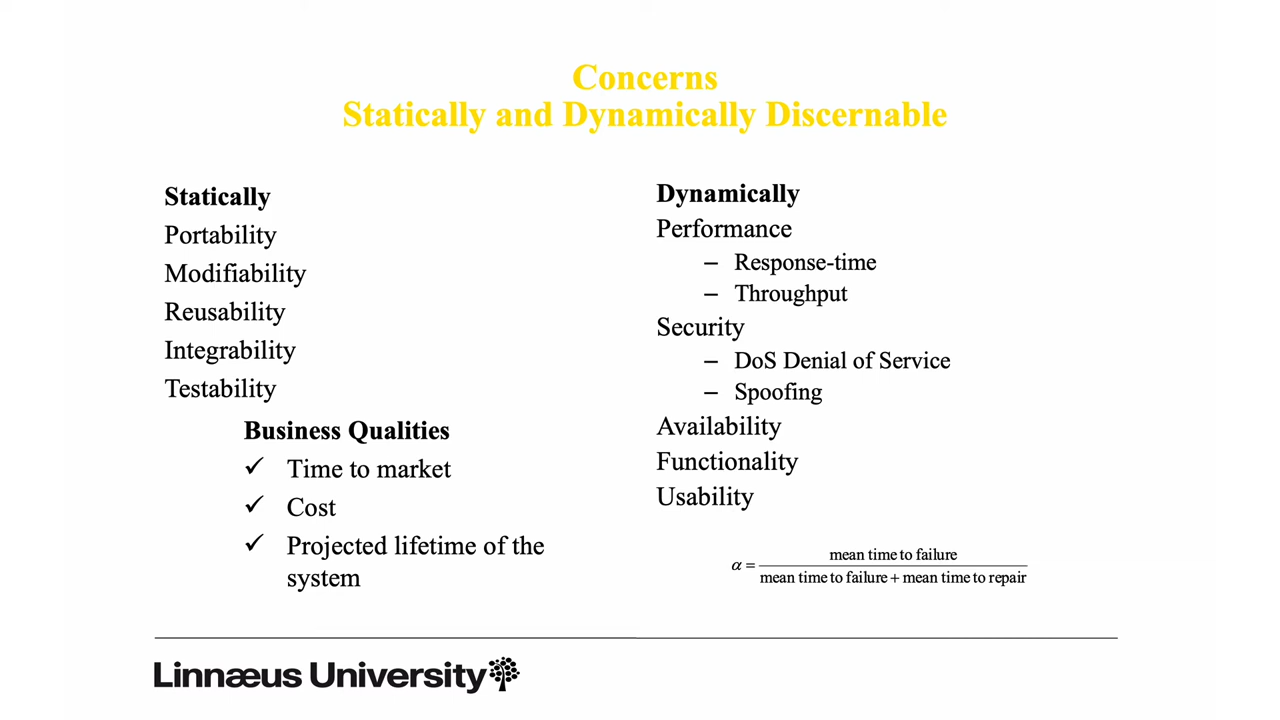 Concerns
Statically and Dynamically Discernable
Statically
Portability
Modifiability
Reusability
Integrability
Testability
Business Qualities
✓ Time to market
✓ Cost
✓ Projected lifetime of the
system
Dynamically
Performance
– Response-time
– Throughput
Security
– DoS Denial of Service
– Spoofing
Availability
Functionality
Usability
α = mean time to failure / mean time to failure + mean time to repair
Linnæus University